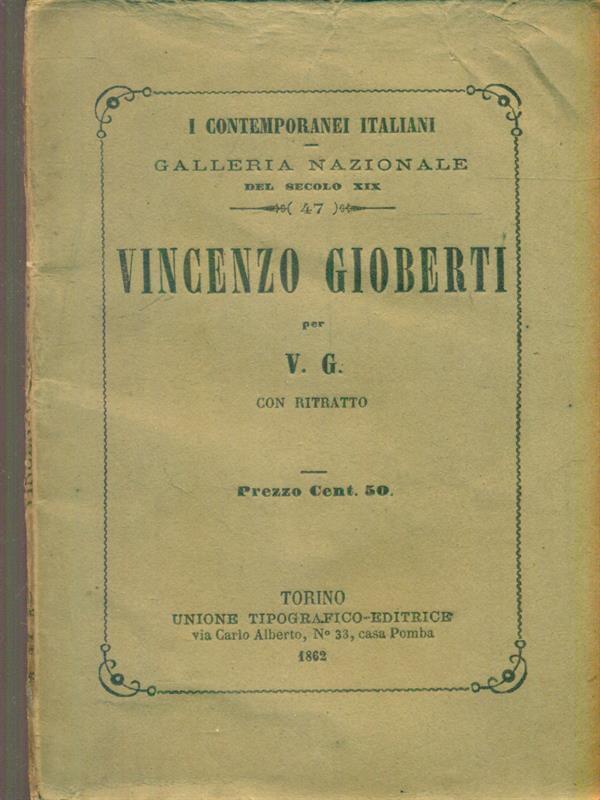 I CONTEMPORANEI ITALIANI
GALLERIA NAZIONALE
DEL SECOLO XIX
( 47 )
VINCENZO GIOBERTI
per
V. G.
CON RITRATTO
Prezzo Cent. 50.
TORINO
UNIONE TIPOGRAFICO-EDITRICE
via Carlo Alberto, Nº 33, casa Pomba
1862